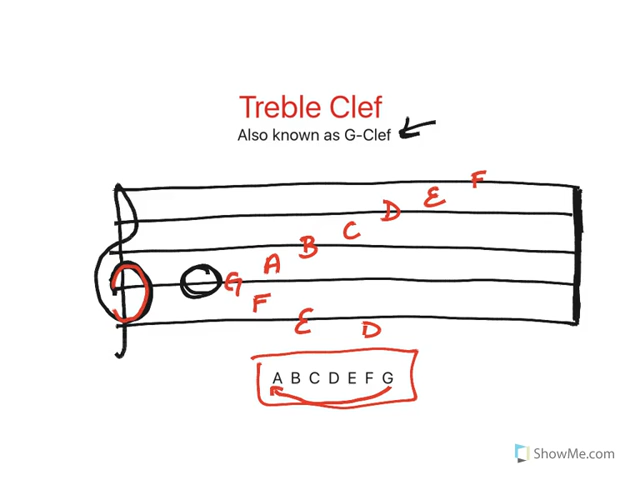 Treble Clef
Also known as G-Clef
F
E
D
C
B
A
G
F
E
D
A B C D E F G
ShowMe.com